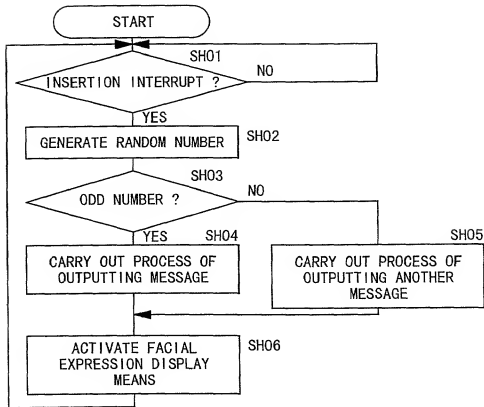 START
SH01
INSERTION INTERRUPT ?
NO
YES
GENERATE RANDOM NUMBER
SH02
SH03
ODD NUMBER ?
NO
YES
SH04
SH05
CARRY OUT PROCESS OF
OUTPUTTING MESSAGE
CARRY OUT PROCESS OF
OUTPUTTING ANOTHER
MESSAGE
ACTIVATE FACIAL
EXPRESSION DISPLAY
MEANS
SH06